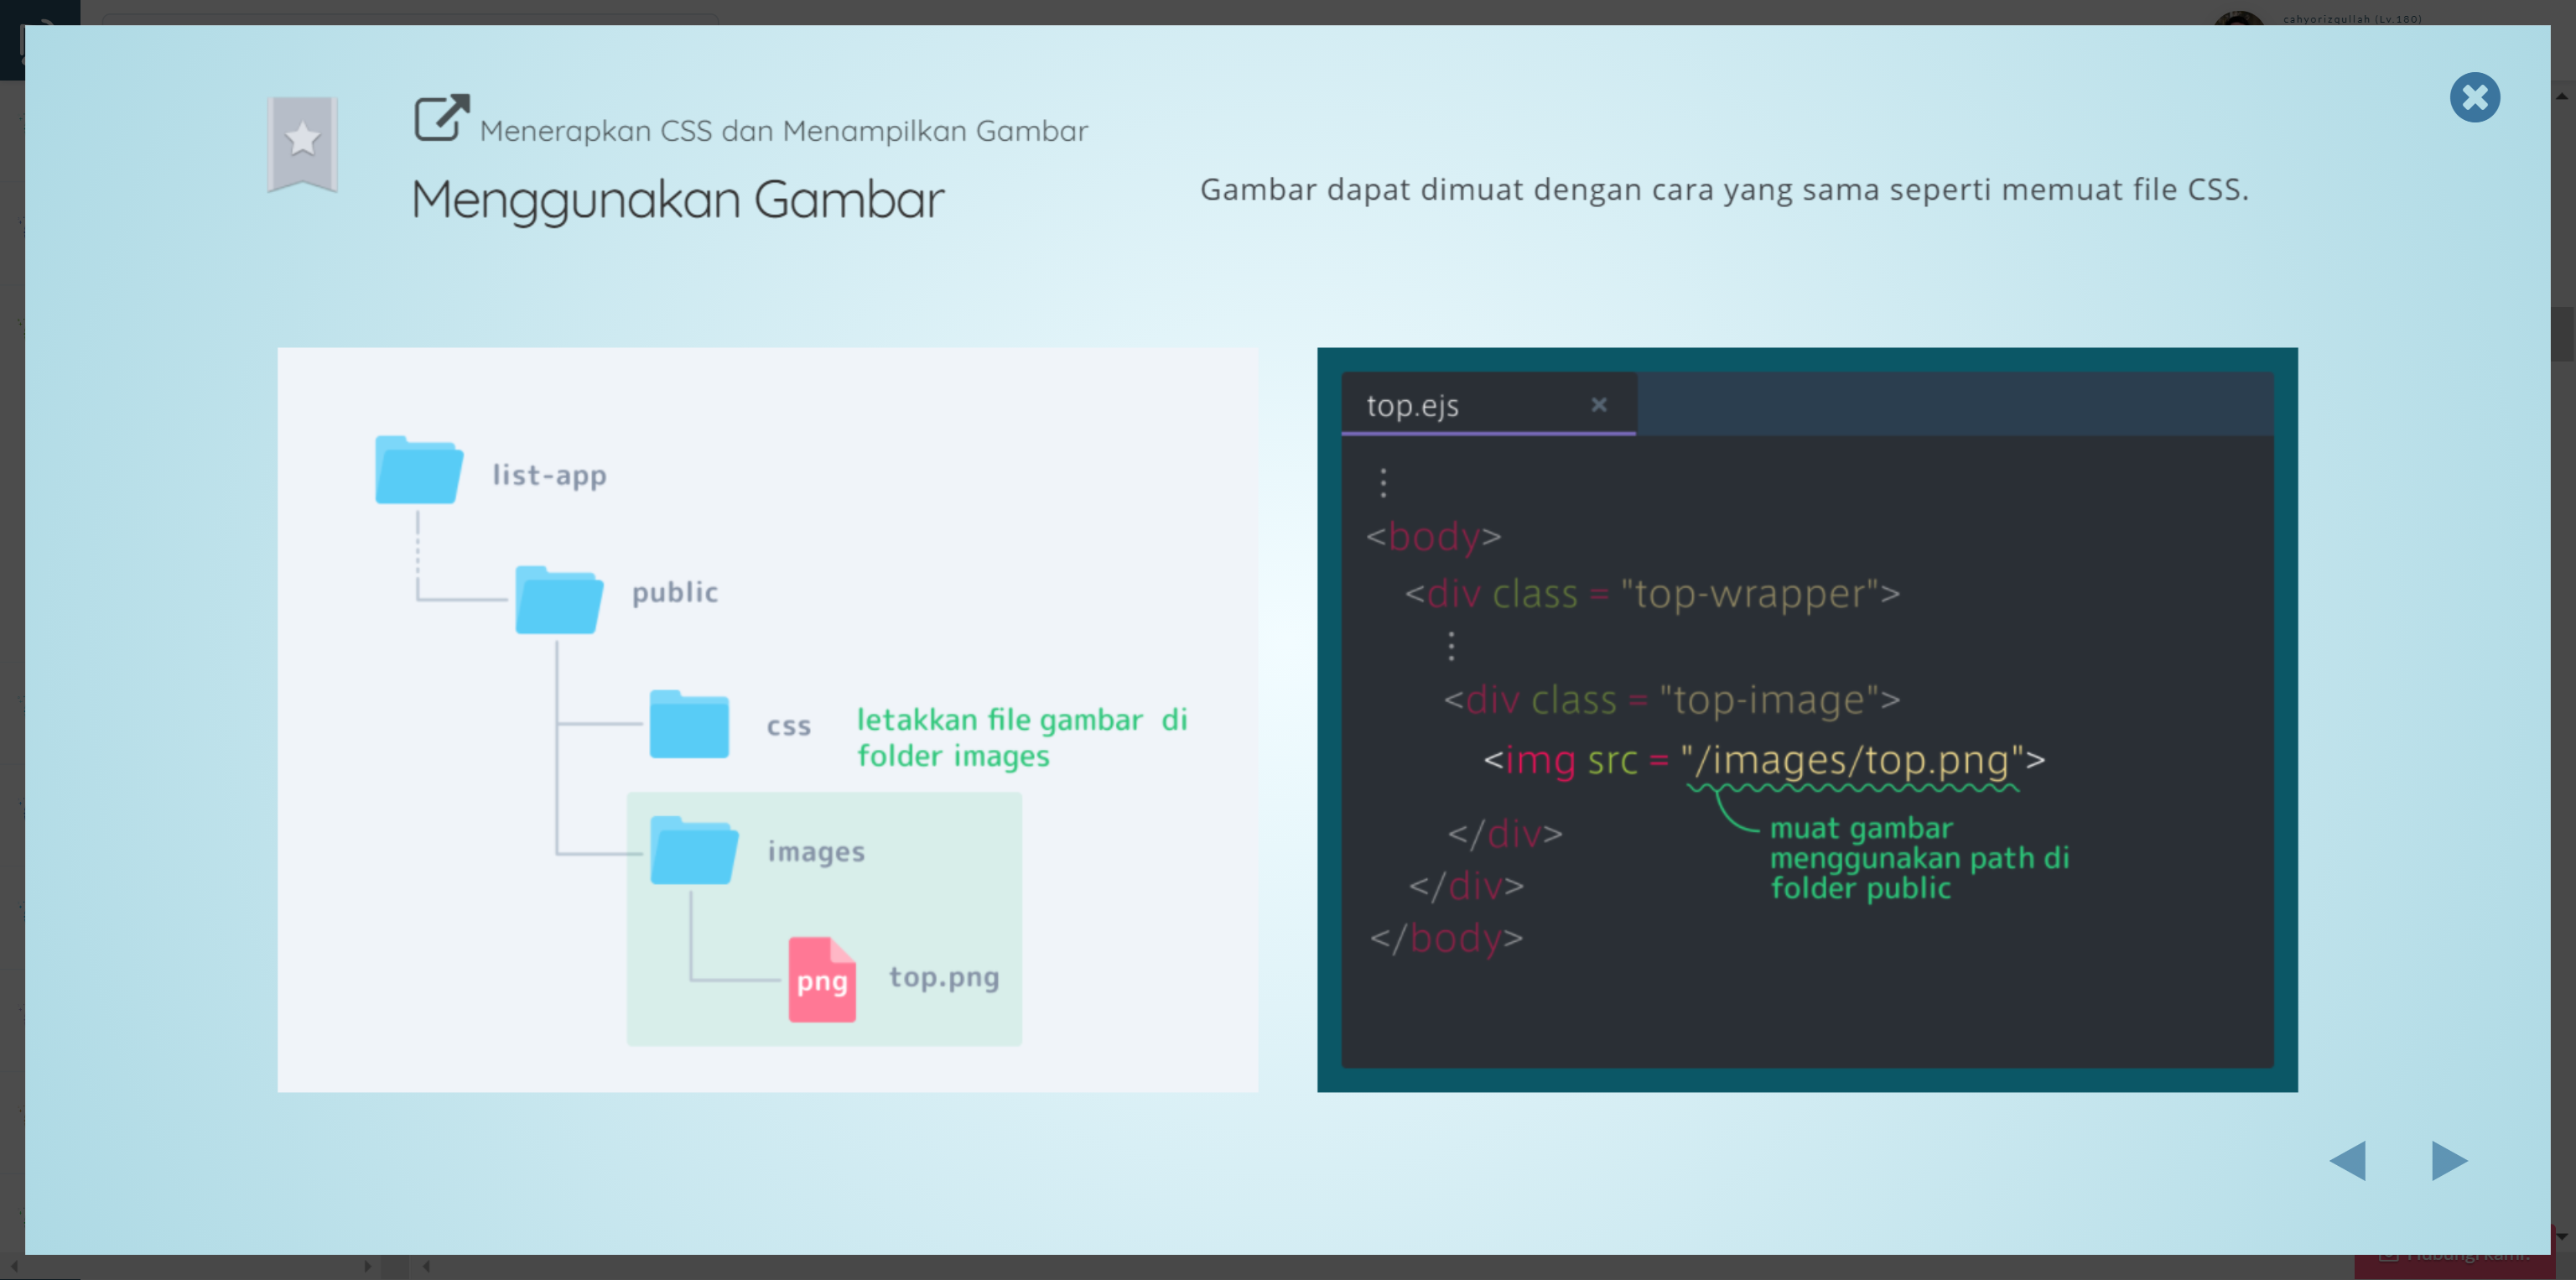 cahyorizqullah (Lv.180)
Menerapkan CSS dan Menampilkan Gambar
Menggunakan Gambar
Gambar dapat dimuat dengan cara yang sama seperti memuat file CSS.
list-app
public
css
letakkan file gambar di
folder images
images
png
top.png
top.ejs
<body>
<div class = "top-wrapper">
<div class = "top-image">
<img src = "/images/top.png">
muat gambar
menggunakan path di
folder public
</div>
</div>
</body>
Hubungi kami.